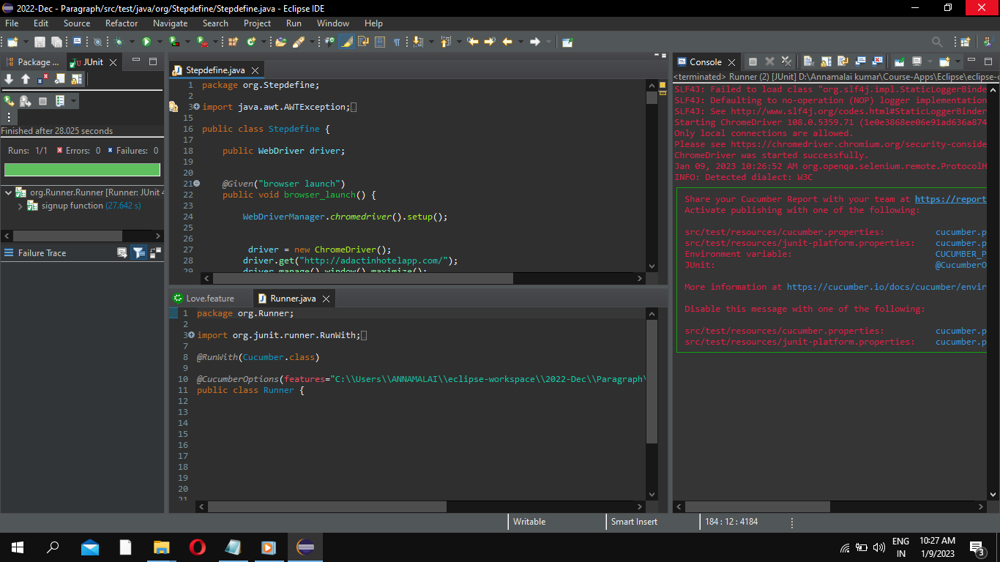 2022-Dec - Paragraph/src/test/java/org/Stepdefine/Stepdefine.java - Eclipse IDE
File Edit Source Refactor Navigate Search Project Run Window Help
Package ...
JUnit
Finished after 28.025 seconds
Runs: 1/1 Errors: 0 Failures: 0
org.Runner.Runner [Runner: JUnit 4
signup function (27.642 s)
Failure Trace
Stepdefine.java
1 package org.Stepdefine;
2
3 import java.awt.AWTException;
15
16 public class Stepdefine {
17
18 public WebDriver driver;
19
20
21 @Given("browser launch")
22 public void browser_launch() {
23
24 WebDriverManager.chromedriver().setup();
25
26
27 driver = new ChromeDriver();
28 driver.get("http://adactinhotelapp.com/");
29 driver.manage().window().maximize();
Love.feature
Runner.java
1 package org.Runner;
2
3 import org.junit.runner.RunWith;
7
8 @RunWith(Cucumber.class)
9
10 @CucumberOptions(features="C:\\Users\\ANNAMALAI\\eclipse-workspace\\2022-Dec\\Paragraph\
11 public class Runner {
12
13
14
15
16
17
18
19
20
21
Console
<terminated> Runner (2) [JUnit] D:\Annamalai kumar\Course-Apps\Eclipse\eclipse-c
SLF4J: Failed to load class "org.slf4j.impl.StaticLoggerBinde
SLF4J: Defaulting to no-operation (NOP) logger implementation
SLF4J: See http://www.slf4j.org/codes.html#StaticLoggerBinder
Starting ChromeDriver 108.0.5359.71 (1e0e3868ee06e91ad636a874
Only local connections are allowed.
Please see https://chromedriver.chromium.org/security-conside
ChromeDriver was started successfully.
Jan 09, 2023 10:26:52 AM org.openqa.selenium.remote.ProtocolH
INFO: Detected dialect: W3C
Share your Cucumber Report with your team at https://report
Activate publishing with one of the following:
src/test/resources/cucumber.properties: cucumber.p
src/test/resources/junit-platform.properties: cucumber.p
Environment variable: CUCUMBER_P
JUnit: @CucumberO
More information at https://cucumber.io/docs/cucumber/envir
Disable this message with one of the following:
src/test/resources/cucumber.properties: cucumber.p
src/test/resources/junit-platform.properties: cucumber.p
Writable
Smart Insert
184 : 12 : 4184
ENG
IN
10:27 AM
1/9/2023
3